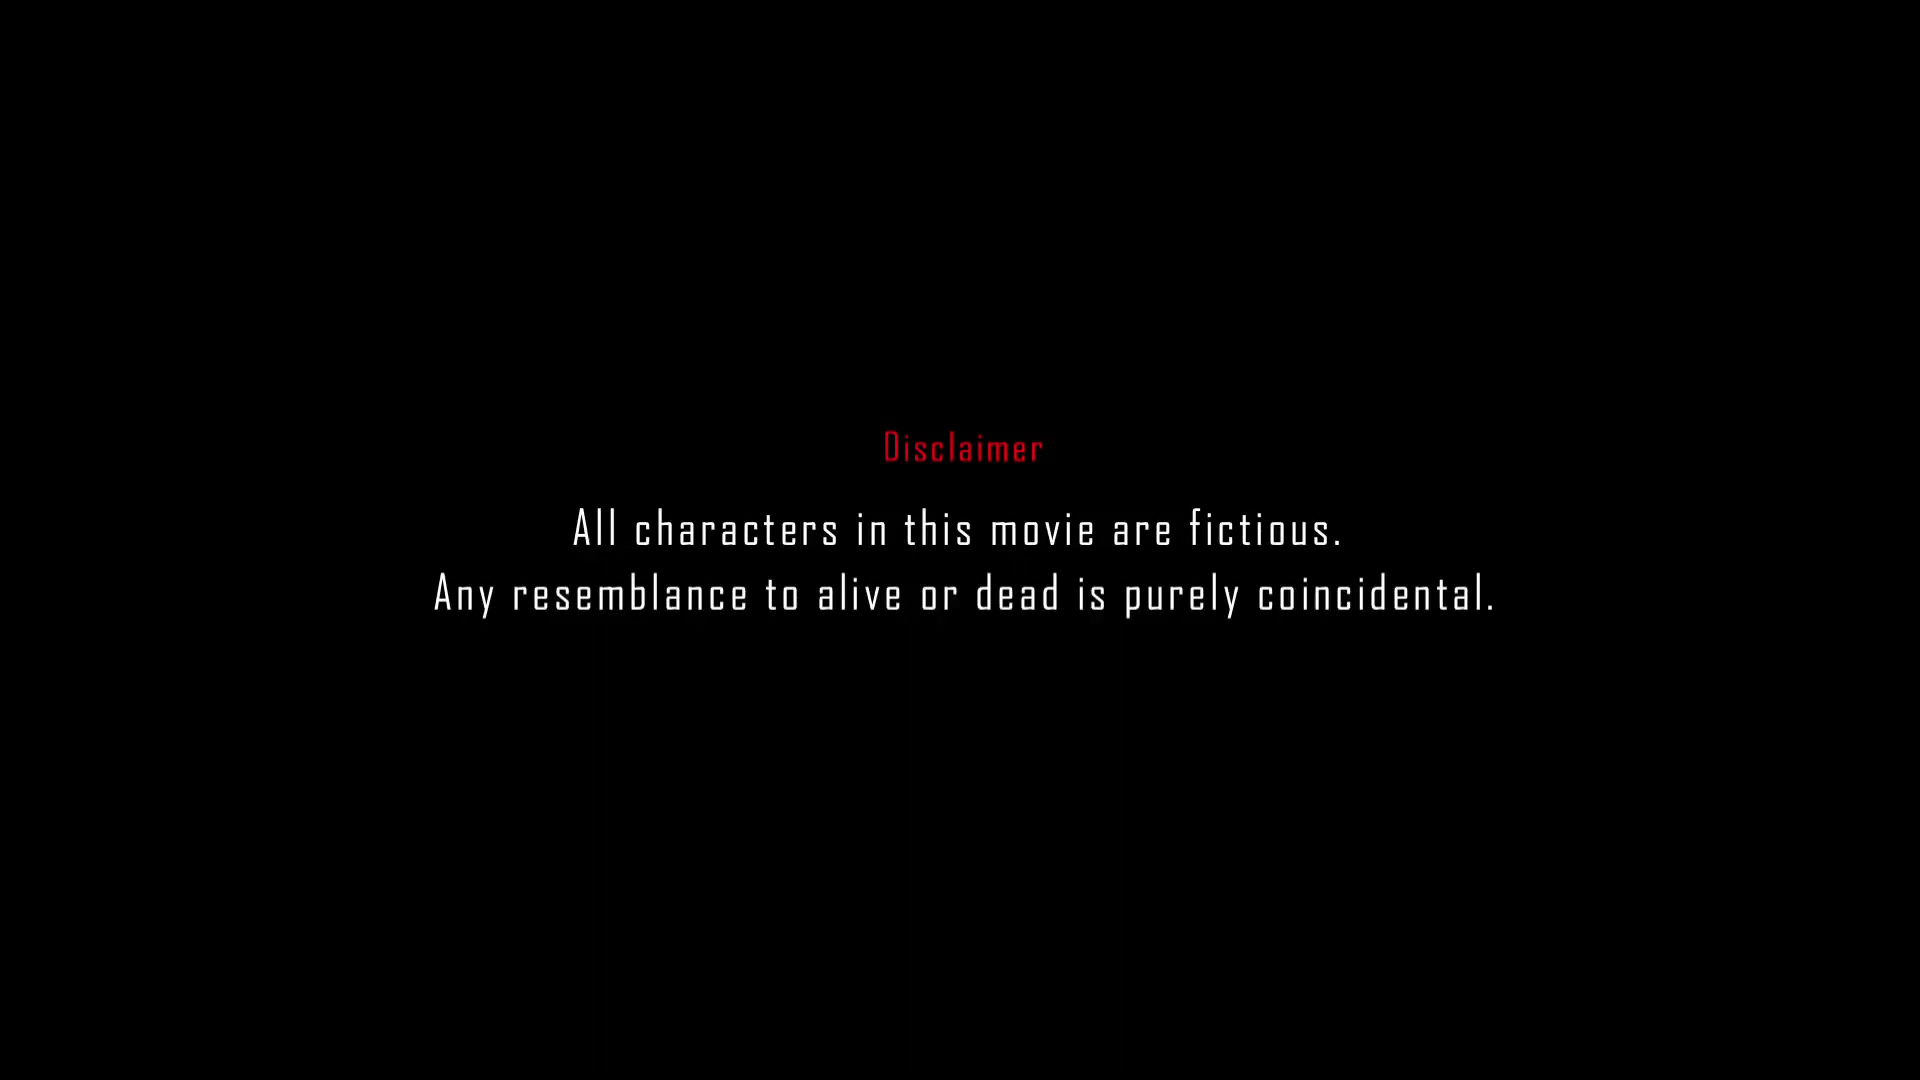 Disclaimer
All characters in this movie are fictious.
Any resemblance to alive or dead is purely coincidental.